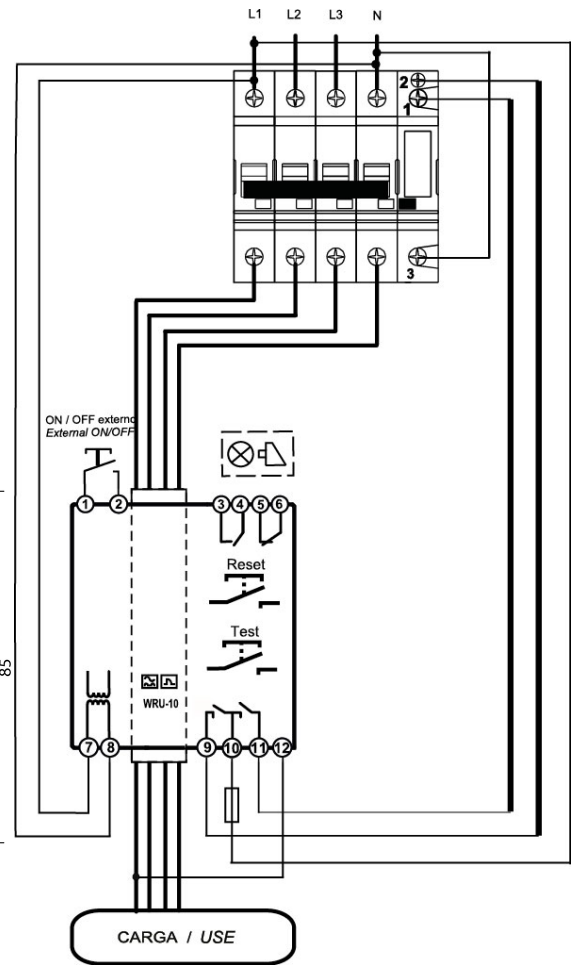 L1 L2 L3 N
2
1
3
ON / OFF externo
External ON/OFF
1 2 3 4 5 6
Reset
Test
85
WRU-10
7 8 9 10 11 12
CARGA / USE